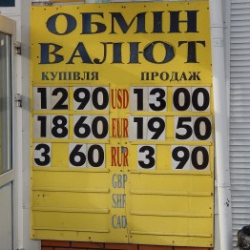 ОБМІН
ВАЛЮТ
КУПІВЛЯ ПРОДАЖ
12 90 USD 13 00
18 60 EUR 19 50
3 60 RUR 3 90
GBP
SHF
CAD